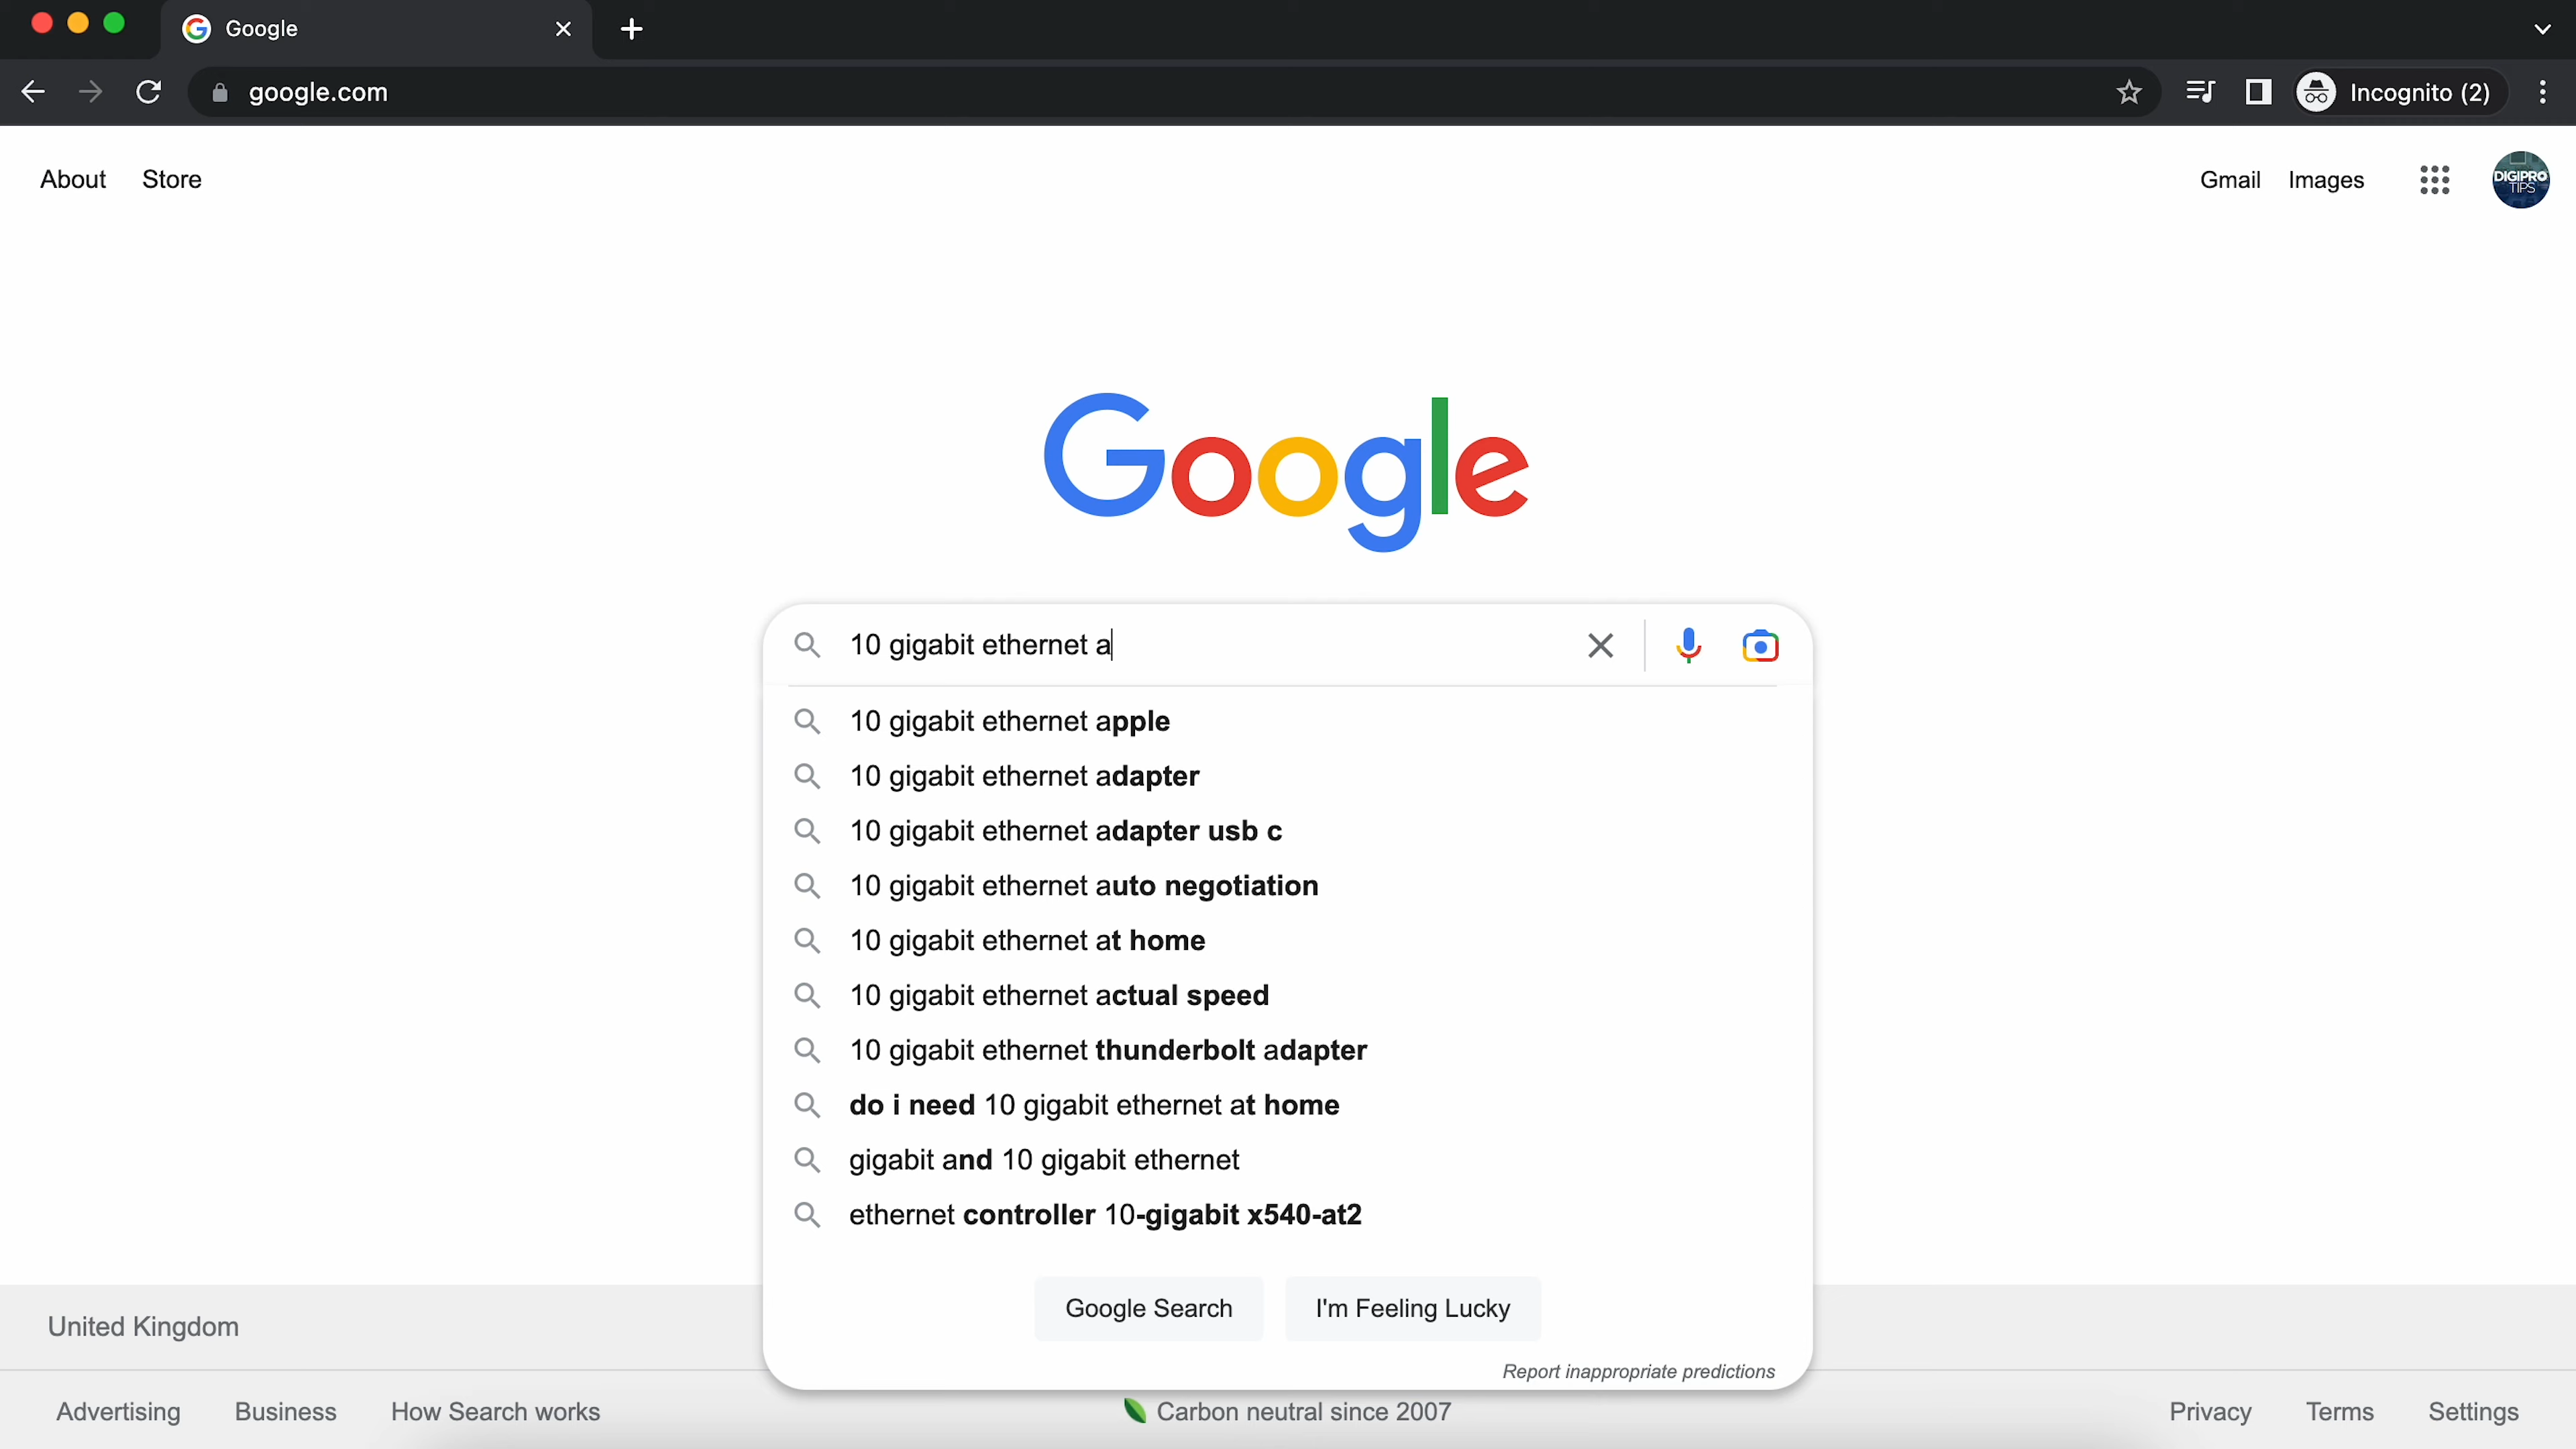 Google
google.com
Incognito (2)
About Store
Gmail Images
DIGIPRO
TIPS
Google
10 gigabit ethernet a
10 gigabit ethernet apple
10 gigabit ethernet adapter
10 gigabit ethernet adapter usb c
10 gigabit ethernet auto negotiation
10 gigabit ethernet at home
10 gigabit ethernet actual speed
10 gigabit ethernet thunderbolt adapter
do i need 10 gigabit ethernet at home
gigabit and 10 gigabit ethernet
ethernet controller 10-gigabit x540-at2
Google Search I'm Feeling Lucky
Report inappropriate predictions
United Kingdom
Advertising Business How Search works Carbon neutral since 2007 Privacy Terms Settings